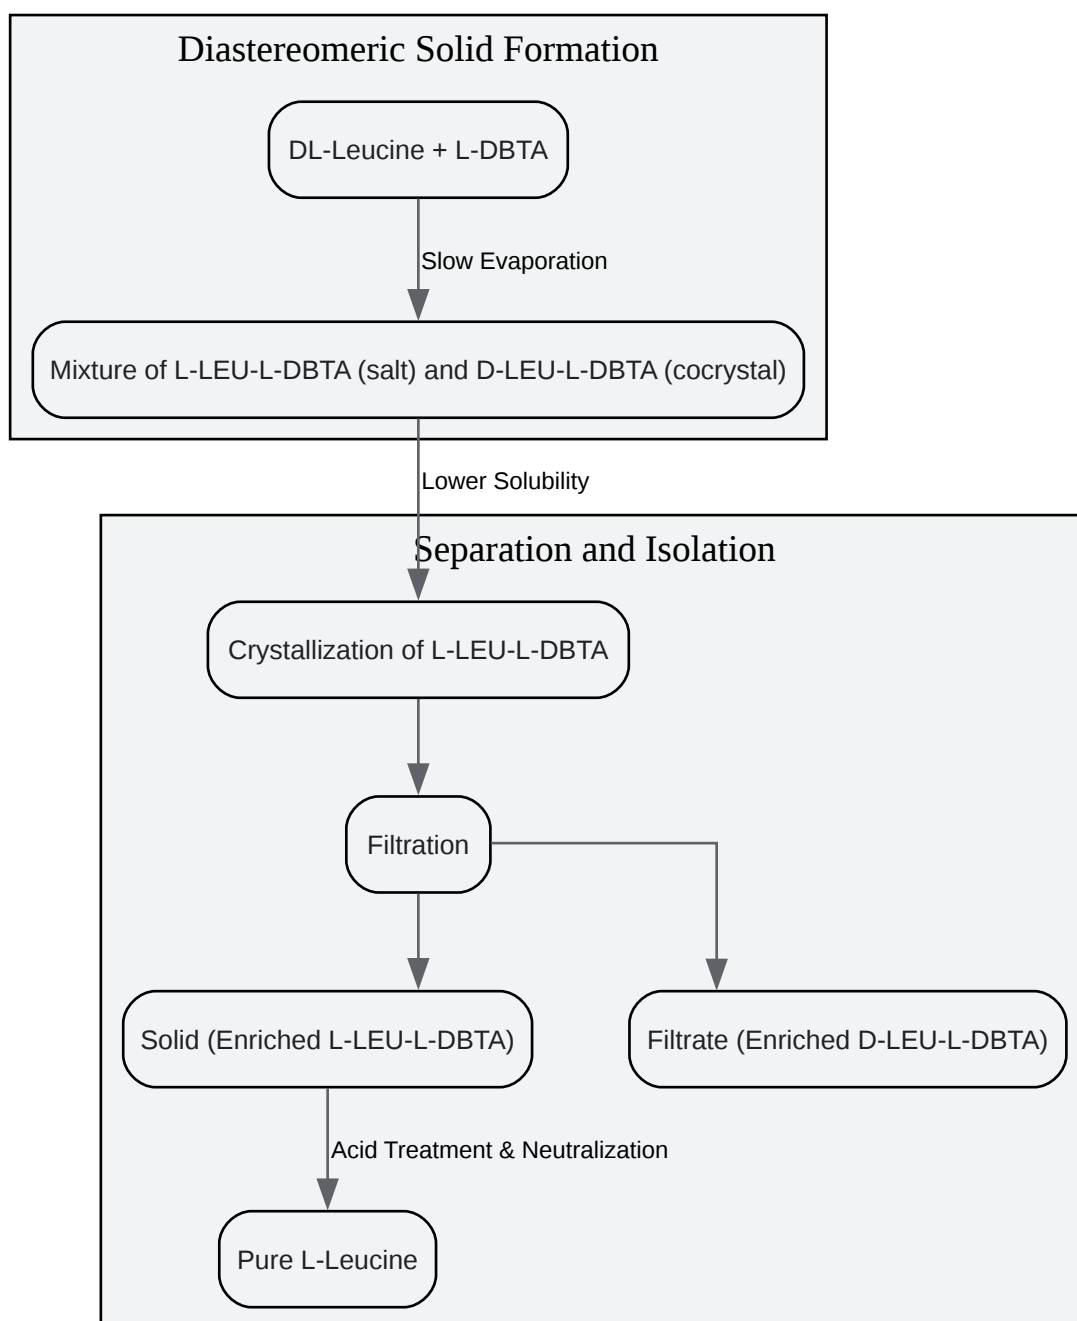 Diastereomeric Solid Formation
DL-Leucine + L-DBTA
Slow Evaporation
Mixture of L-LEU-L-DBTA (salt) and D-LEU-L-DBTA (cocrystal)
Lower Solubility
Separation and Isolation
Crystallization of L-LEU-L-DBTA
Filtration
Solid (Enriched L-LEU-L-DBTA)
Filtrate (Enriched D-LEU-L-DBTA)
Acid Treatment & Neutralization
Pure L-Leucine